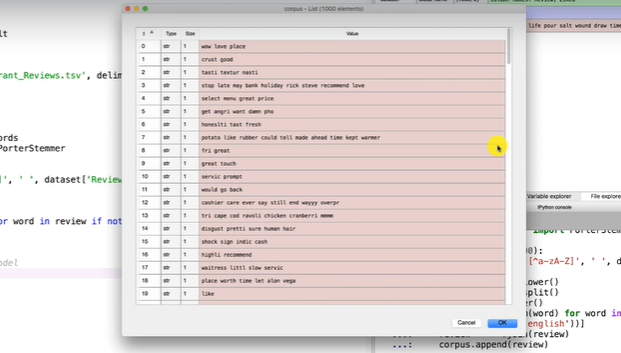 corpus - List (1000 elements)
Type Size Value
0 str 1 wow love place
1 str 1 crust good
2 str 1 tasti textur nasti
3 str 1 stop late may bank holiday rick steve recommend love
4 str 1 select menu great price
5 str 1 get angri want damn pho
6 str 1 honeslti tast fresh
7 str 1 potato like rubber could tell made ahead time kept warmer
8 str 1 fri great
9 str 1 great touch
10 str 1 servic prompt
11 str 1 would go back
12 str 1 cashier care ever say still end wayyy overpr
13 str 1 tri cape cod ravoli chicken cranberri mmmm
14 str 1 disgust pretti sure human hair
15 str 1 shock sign indic cash
16 str 1 highli recommend
17 str 1 waitress littl slow servic
18 str 1 place worth time let alon vega
19 str 1 like
Cancel OK
lt
rant_Reviews.tsv', delim
rds
PorterStemmer
]', ' ', dataset['Review
or word in review if not
odel
life pour salt wound draw time
Variable explorer File explore
IPython console
import PorterStemm
00):
[^a-zA-Z]', ' ', d
ower()
split()
er()
(word) for word in
english'))]
...:
...: corpus.append(review)